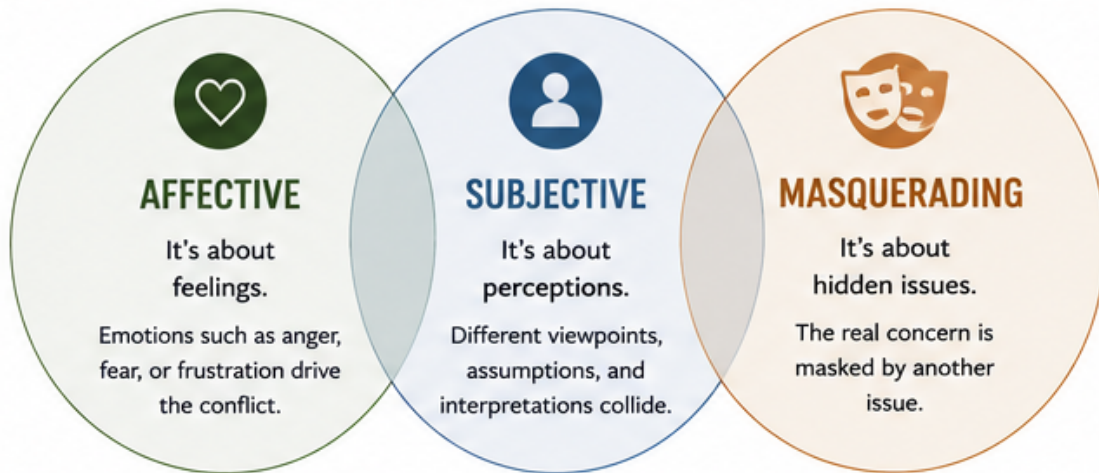 AFFECTIVE
It's about
feelings.
Emotions such as anger,
fear, or frustration drive
the conflict.
SUBJECTIVE
It's about
perceptions.
Different viewpoints,
assumptions, and
interpretations collide.
MASQUERADING
It's about
hidden issues.
The real concern is
masked by another
issue.